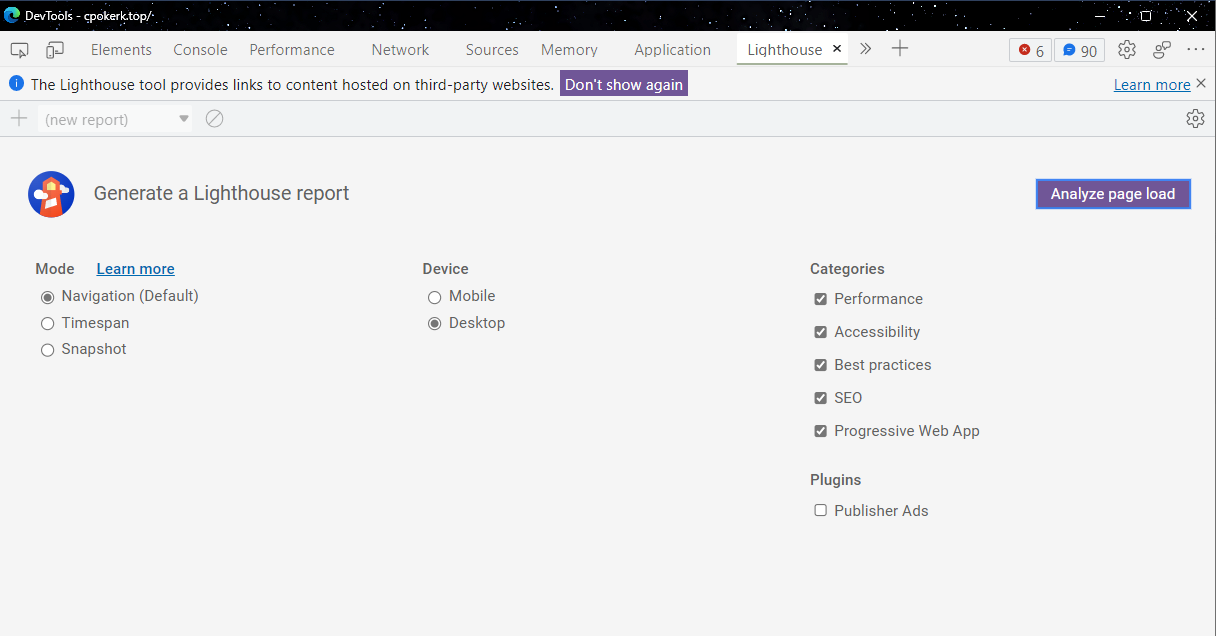 DevTools - cpokerk.top/
Elements Console Performance Network Sources Memory Application Lighthouse 6 90
The Lighthouse tool provides links to content hosted on third-party websites. Don't show again Learn more
(new report)
Generate a Lighthouse report Analyze page load
Mode Learn more
Navigation (Default)
Timespan
Snapshot
Device
Mobile
Desktop
Categories
Performance
Accessibility
Best practices
SEO
Progressive Web App
Plugins
Publisher Ads